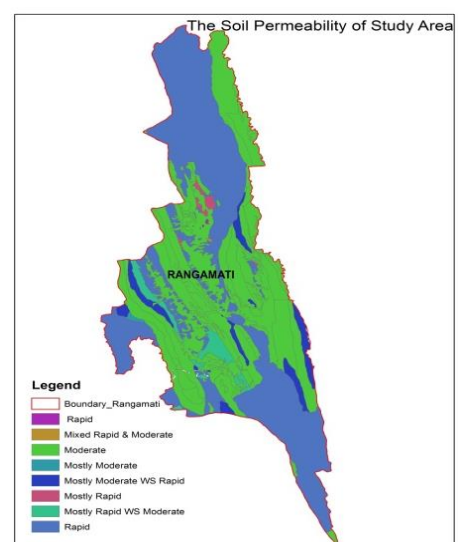 The Soil Permeability of Study Area
RANGAMATI
Legend
Boundary_Rangamati
Rapid
Mixed Rapid & Moderate
Moderate
Mostly Moderate
Mostly Moderate WS Rapid
Mostly Rapid
Mostly Rapid WS Moderate
Rapid